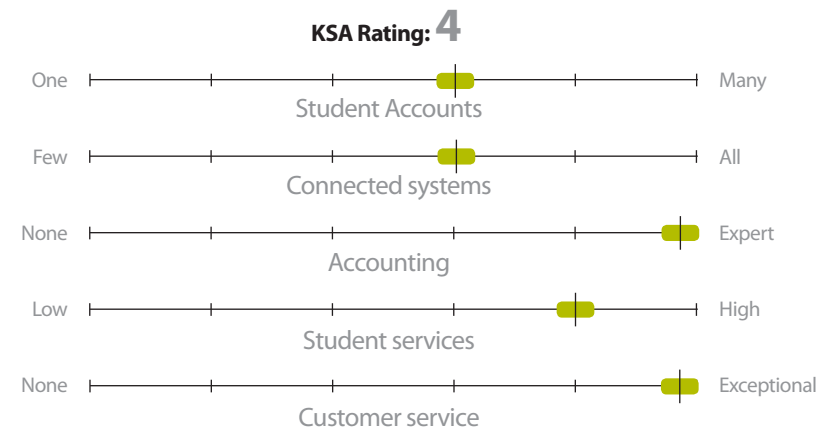 KSA Rating: 4
One Many
Student Accounts
Few All
Connected systems
None Expert
Accounting
Low High
Student services
None Exceptional
Customer service